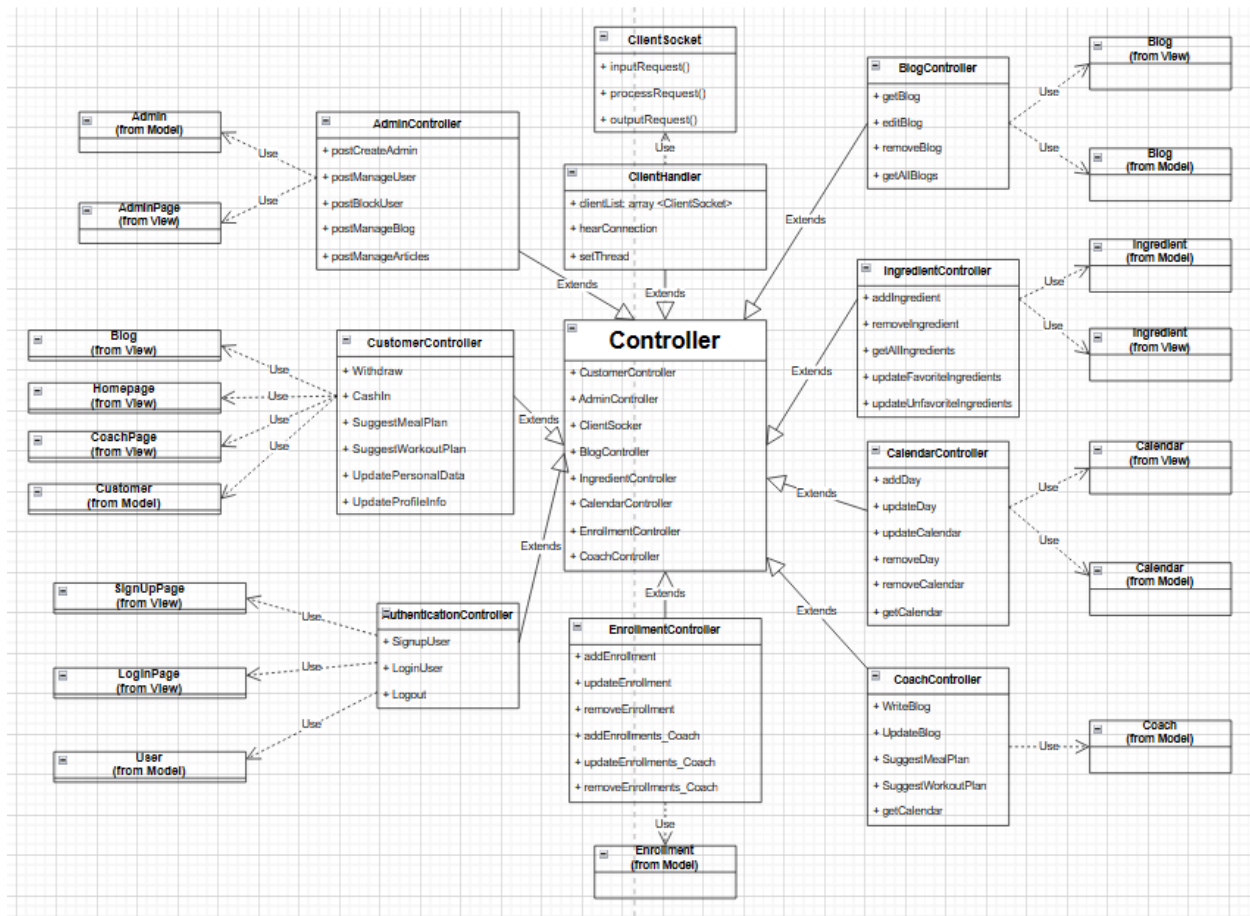 ClientSocket
+ inputRequest()
+ processRequest()
+ outputRequest()
Use
ClientHandler
+ clientList: array <ClientSocket>
+ hearConnection
+ setThread
Extends
Admin
(from Model)
AdminPage
(from View)
Use
Use
AdminController
+ postCreateAdmin
+ postManageUser
+ postBlockUser
+ postManageBlog
+ postManageArticles
Extends
BlogController
+ getBlog
+ editBlog
+ removeBlog
+ getAllBlogs
Extends
Use
Use
Blog
(from View)
Blog
(from Model)
IngredientController
+ addIngredient
+ removeIngredient
+ getAllIngredients
+ updateFavoriteIngredients
+ updateUnfavoriteIngredients
Extends
Use
Use
Ingredient
(from Model)
Ingredient
(from View)
Controller
+ CustomerController
+ AdminController
+ ClientSocker
+ BlogController
+ IngredientController
+ CalendarController
+ EnrollmentController
+ CoachController
Blog
(from View)
Homepage
(from View)
CoachPage
(from View)
Customer
(from Model)
Use
Use
Use
Use
CustomerController
+ Withdraw
+ CashIn
+ SuggestMealPlan
+ SuggestWorkoutPlan
+ UpdatePersonalData
+ UpdateProfileInfo
Extends
CalendarController
+ addDay
+ updateDay
+ updateCalendar
+ removeDay
+ removeCalendar
+ getCalendar
Extends
Use
Use
Calendar
(from View)
Calendar
(from Model)
SignUpPage
(from View)
LoginPage
(from View)
User
(from Model)
Use
Use
Use
AuthenticationController
+ SignupUser
+ LoginUser
+ Logout
Extends
Extends
EnrollmentController
+ addEnrollment
+ updateEnrollment
+ removeEnrollment
+ addEnrollments_Coach
+ updateEnrollments_Coach
+ removeEnrollments_Coach
Use
Enrollment
(from Model)
Extends
CoachController
+ WriteBlog
+ UpdateBlog
+ SuggestMealPlan
+ SuggestWorkoutPlan
+ getCalendar
Use
Coach
(from Model)